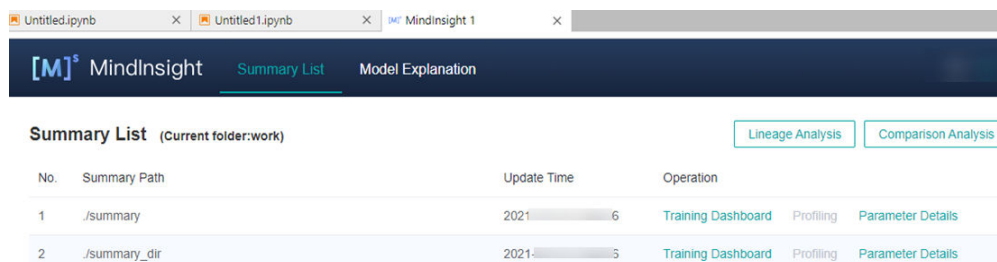 Untitled.ipynb × Untitled1.ipynb × [M]ˢ MindInsight 1 ×
[M]ˢ MindInsight Summary List Model Explanation
Summary List (Current folder:work) Lineage Analysis Comparison Analysis
No. Summary Path Update Time Operation
1 ./summary 2021 6 Training Dashboard Profiling Parameter Details
2 ./summary_dir 2021- 6 Training Dashboard Profiling Parameter Details